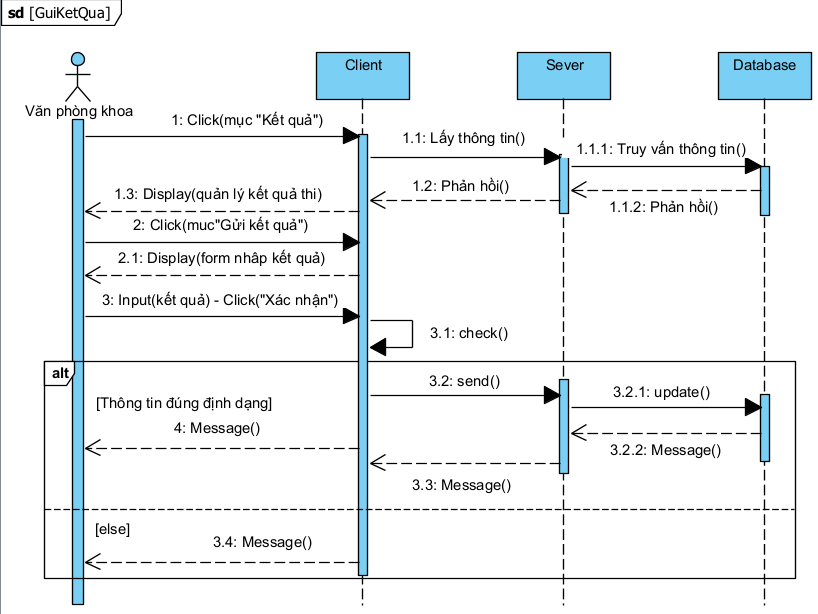 sd [GuiKetQua]
Client
Sever
Database
Văn phòng khoa
1: Click(mục "Kết quả")
1.1: Lấy thông tin()
1.1.1: Truy vấn thông tin()
1.2: Phản hồi()
1.3: Display(quản lý kết quả thi)
1.1.2: Phản hồi()
2: Click(muc"Gửi kết quả")
2.1: Display(form nhâp kết quả)
3: Input(kết quả) - Click("Xác nhận")
3.1: check()
alt
3.2: send()
3.2.1: update()
[Thông tin đúng định dạng]
4: Message()
3.2.2: Message()
3.3: Message()
[else]
3.4: Message()